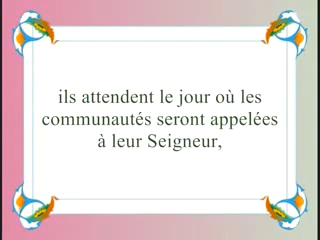 ils attendent le jour où les
communautés seront appelées
à leur Seigneur,